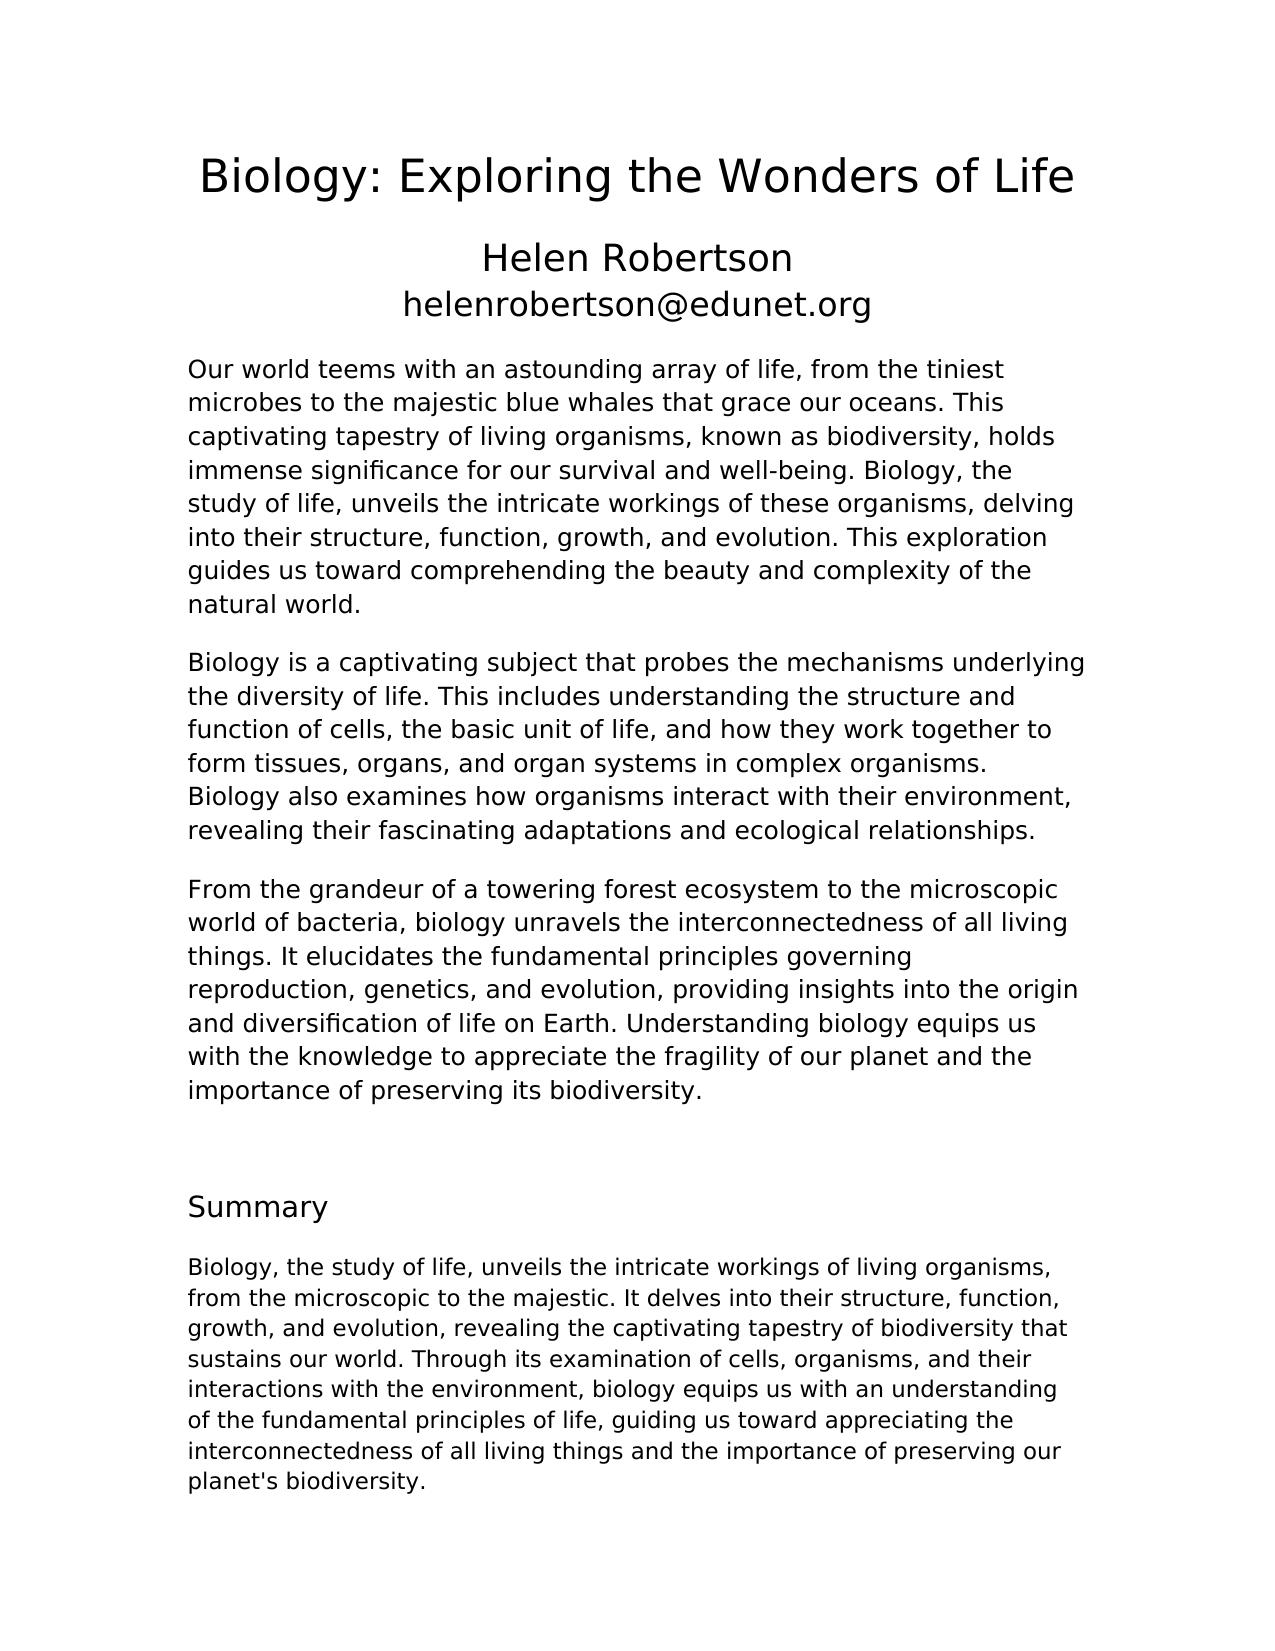 Biology: Exploring the Wonders of Life
Helen Robertson
helenrobertson@edunet.org
Our world teems with an astounding array of life, from the tiniest
microbes to the majestic blue whales that grace our oceans. This
captivating tapestry of living organisms, known as biodiversity, holds
immense significance for our survival and well-being. Biology, the
study of life, unveils the intricate workings of these organisms, delving
into their structure, function, growth, and evolution. This exploration
guides us toward comprehending the beauty and complexity of the
natural world.
Biology is a captivating subject that probes the mechanisms underlying
the diversity of life. This includes understanding the structure and
function of cells, the basic unit of life, and how they work together to
form tissues, organs, and organ systems in complex organisms.
Biology also examines how organisms interact with their environment,
revealing their fascinating adaptations and ecological relationships.
From the grandeur of a towering forest ecosystem to the microscopic
world of bacteria, biology unravels the interconnectedness of all living
things. It elucidates the fundamental principles governing
reproduction, genetics, and evolution, providing insights into the origin
and diversification of life on Earth. Understanding biology equips us
with the knowledge to appreciate the fragility of our planet and the
importance of preserving its biodiversity.
Summary
Biology, the study of life, unveils the intricate workings of living organisms,
from the microscopic to the majestic. It delves into their structure, function,
growth, and evolution, revealing the captivating tapestry of biodiversity that
sustains our world. Through its examination of cells, organisms, and their
interactions with the environment, biology equips us with an understanding
of the fundamental principles of life, guiding us toward appreciating the
interconnectedness of all living things and the importance of preserving our
planet's biodiversity.